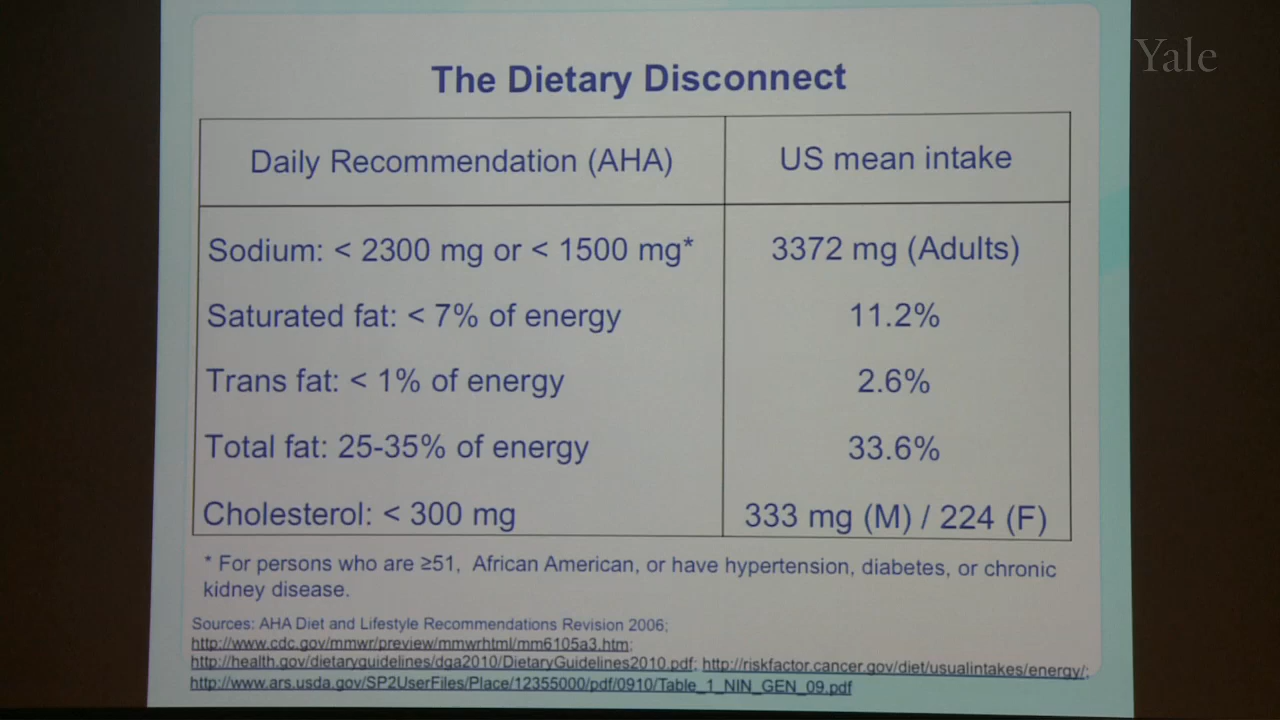 Yale
The Dietary Disconnect
Daily Recommendation (AHA) US mean intake
Sodium: < 2300 mg or < 1500 mg* 3372 mg (Adults)
Saturated fat: < 7% of energy 11.2%
Trans fat: < 1% of energy 2.6%
Total fat: 25-35% of energy 33.6%
Cholesterol: < 300 mg 333 mg (M) / 224 (F)
* For persons who are ≥51, African American, or have hypertension, diabetes, or chronic
kidney disease.
Sources: AHA Diet and Lifestyle Recommendations Revision 2006;
http://www.cdc.gov/mmwr/preview/mmwrhtml/mm6105a3.htm;
http://health.gov/dietaryguidelines/dga2010/DietaryGuidelines2010.pdf; http://riskfactor.cancer.gov/diet/usualintakes/energy/;
http://www.ars.usda.gov/SP2UserFiles/Place/12355000/pdf/0910/Table_1_NIN_GEN_09.pdf